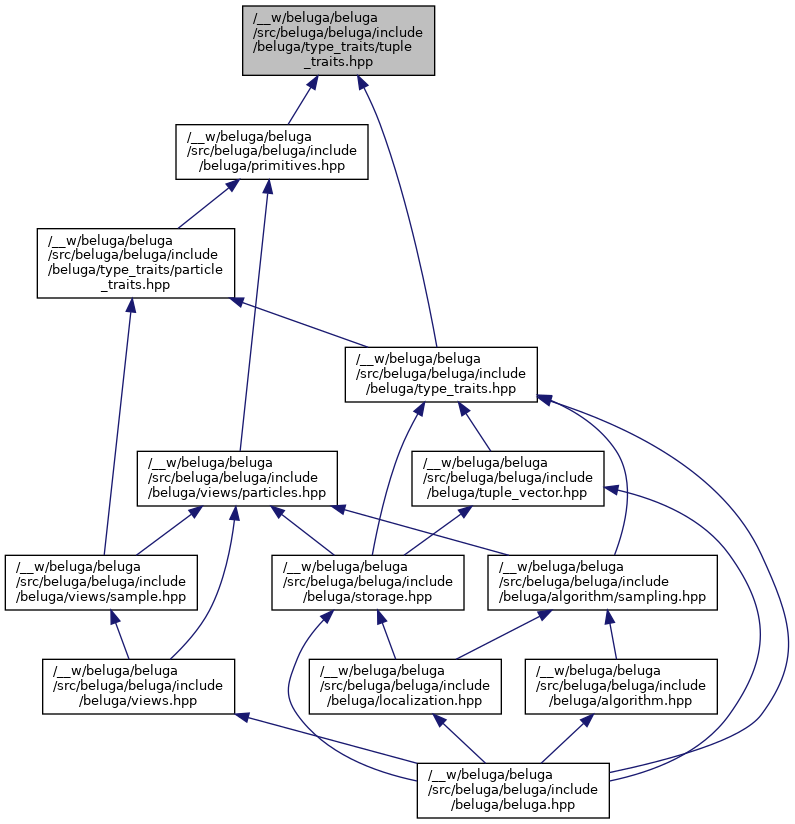 /__w/beluga/beluga
/src/beluga/beluga/include
/beluga/type_traits/tuple
_traits.hpp
/__w/beluga/beluga
/src/beluga/beluga/include
/beluga/primitives.hpp
/__w/beluga/beluga
/src/beluga/beluga/include
/beluga/type_traits/particle
_traits.hpp
/__w/beluga/beluga
/src/beluga/beluga/include
/beluga/type_traits.hpp
/__w/beluga/beluga
/src/beluga/beluga/include
/beluga/views/particles.hpp
/__w/beluga/beluga
/src/beluga/beluga/include
/beluga/tuple_vector.hpp
/__w/beluga/beluga
/src/beluga/beluga/include
/beluga/views/sample.hpp
/__w/beluga/beluga
/src/beluga/beluga/include
/beluga/storage.hpp
/__w/beluga/beluga
/src/beluga/beluga/include
/beluga/algorithm/sampling.hpp
/__w/beluga/beluga
/src/beluga/beluga/include
/beluga/views.hpp
/__w/beluga/beluga
/src/beluga/beluga/include
/beluga/localization.hpp
/__w/beluga/beluga
/src/beluga/beluga/include
/beluga/algorithm.hpp
/__w/beluga/beluga
/src/beluga/beluga/include
/beluga/beluga.hpp